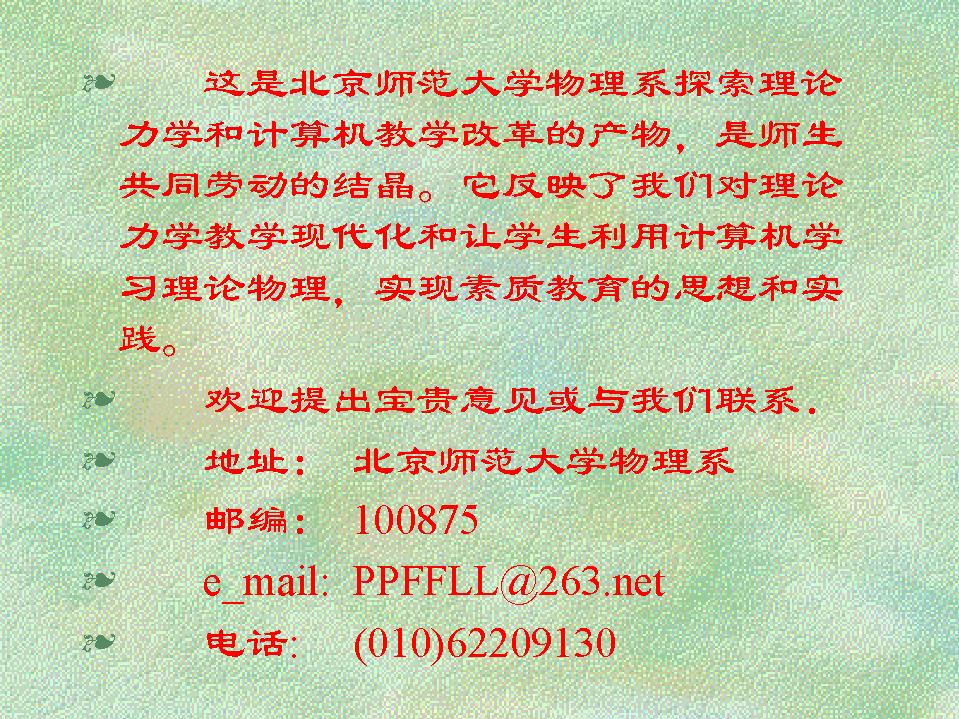 这是北京师范大学物理系探索理论
力学和计算机教学改革的产物，是师生
共同劳动的结晶。它反映了我们对理论
力学教学现代化和让学生利用计算机学
习理论物理，实现素质教育的思想和实
践。
欢迎提出宝贵意见或与我们联系．
地址： 北京师范大学物理系
邮编： 100875
e_mail: PPFFLL@263.net
电话: (010)62209130